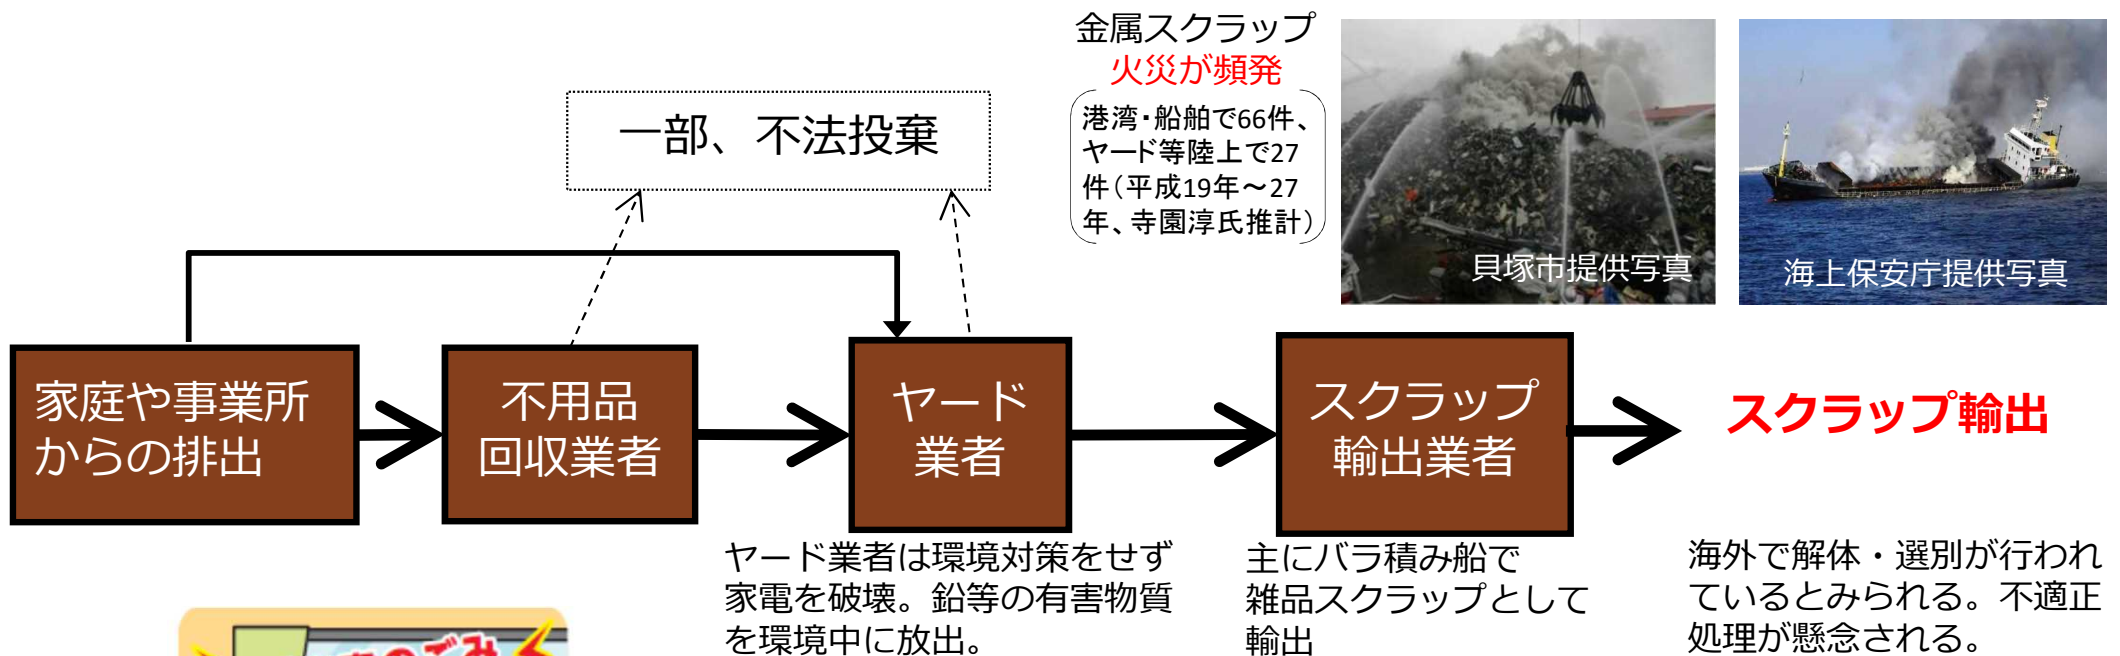 金属スクラップ
火災が頻発
港湾・船舶で66件、
ヤード等陸上で27
件(平成19年~27
年、寺園淳氏推計)
貝塚市提供写真
海上保安庁提供写真
一部、不法投棄
家庭や事業所
からの排出
不用品
回収業者
ヤード
業者
スクラップ
輸出業者
スクラップ輸出
ヤード業者は環境対策をせず
家電を破壊。鉛等の有害物質
を環境中に放出。
主にバラ積み船で
雑品スクラップとして
輸出
海外で解体・選別が行われ
ているとみられる。不適正
処理が懸念される。
のごみ